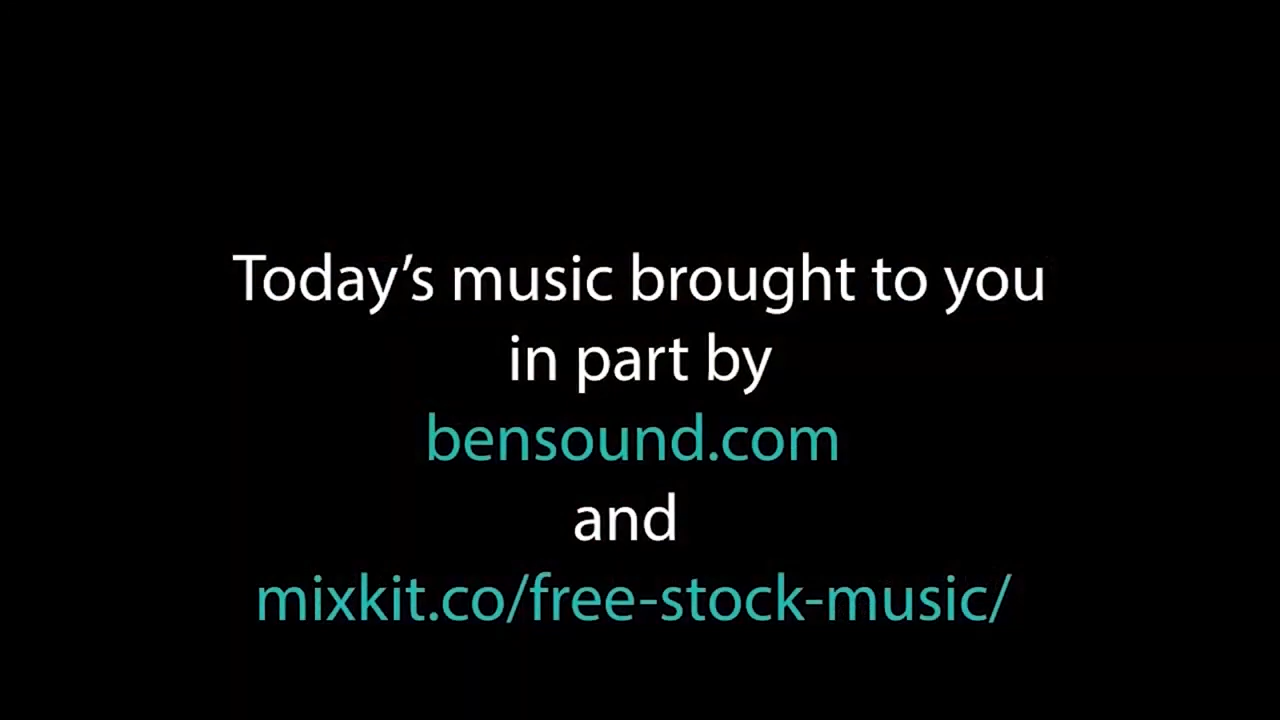 Today’s music brought to you
in part by
bensound.com
and
mixkit.co/free-stock-music/